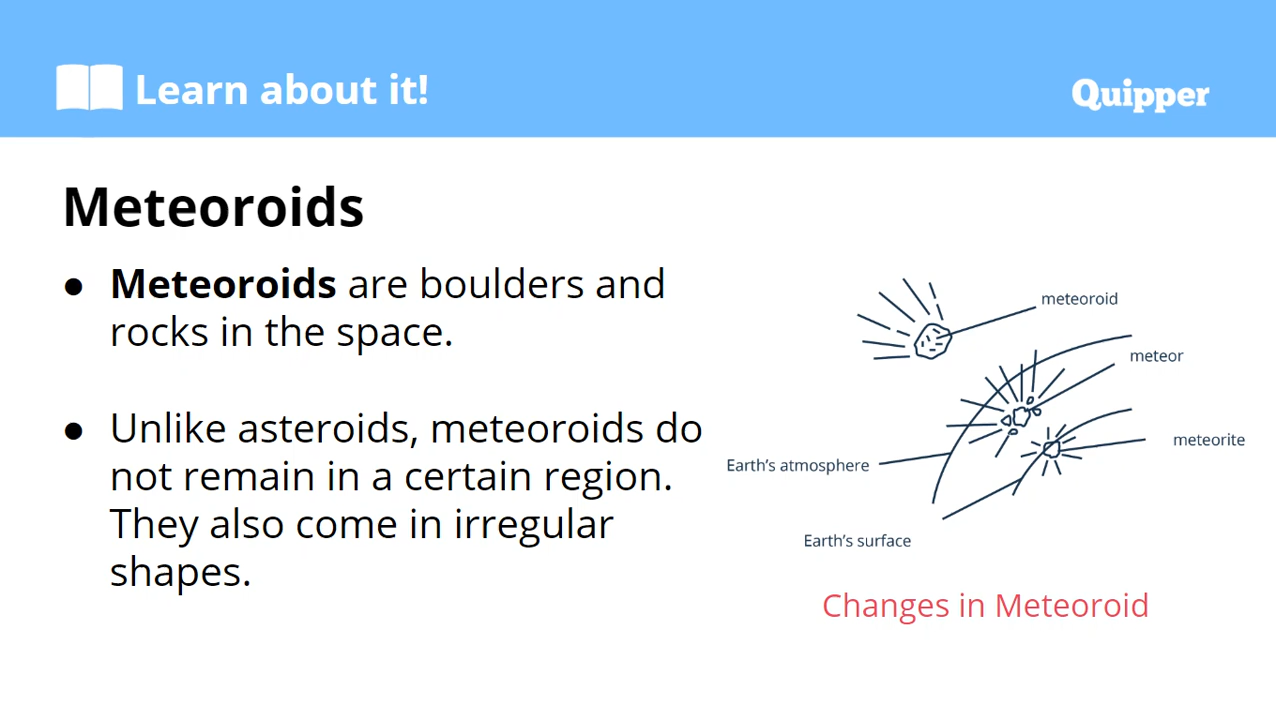 Learn about it!
Quipper
Meteoroids
● Meteoroids are boulders and
rocks in the space.
● Unlike asteroids, meteoroids do
not remain in a certain region.
They also come in irregular
shapes.
meteoroid
meteor
meteorite
Earth's atmosphere
Earth's surface
Changes in Meteoroid